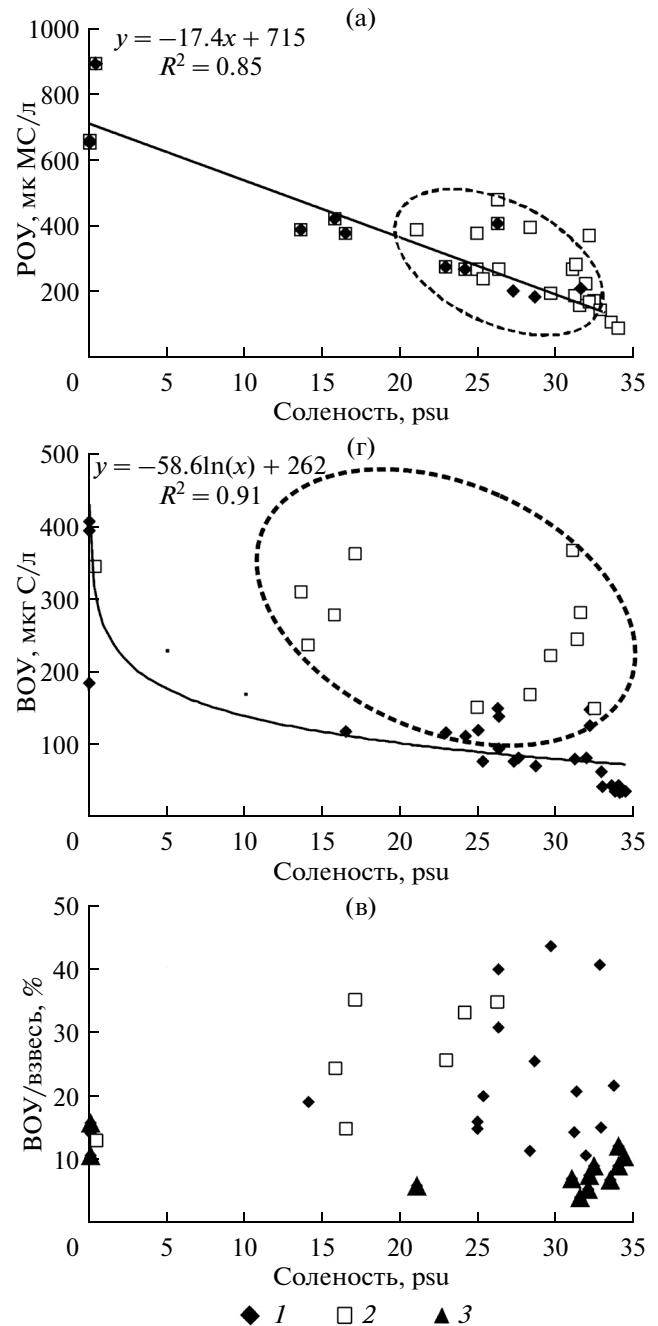 (а)
y = −17.4x + 715
R² = 0.85
РОУ, мк МС/л
1000
800
600
400
200
0 5 10 15 20 25 30 35
Соленость, psu
(г)
y = −58.6ln(x) + 262
R² = 0.91
ВОУ, мкг С/л
500
400
300
200
100
0 5 10 15 20 25 30 35
Соленость, psu
(в)
ВОУ/взвесь, %
50
40
30
20
10
0 5 10 15 20 25 30 35
Соленость, psu
1 2 3